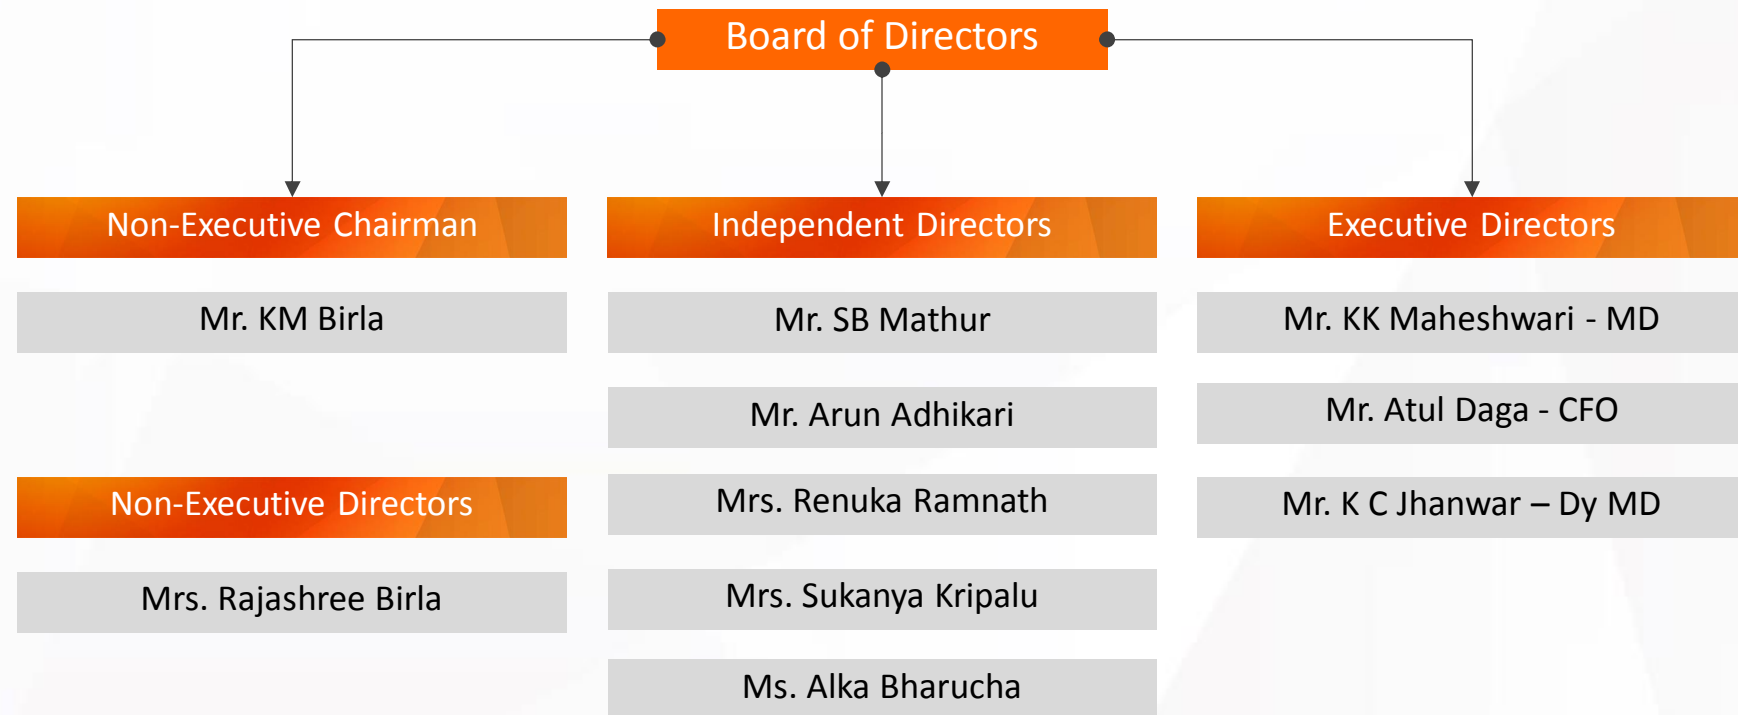 Board of Directors
Non-Executive Chairman
Mr. KM Birla
Non-Executive Directors
Mrs. Rajashree Birla
Independent Directors
Mr. SB Mathur
Mr. Arun Adhikari
Mrs. Renuka Ramnath
Mrs. Sukanya Kripalu
Ms. Alka Bharucha
Executive Directors
Mr. KK Maheshwari - MD
Mr. Atul Daga - CFO
Mr. K C Jhanwar – Dy MD